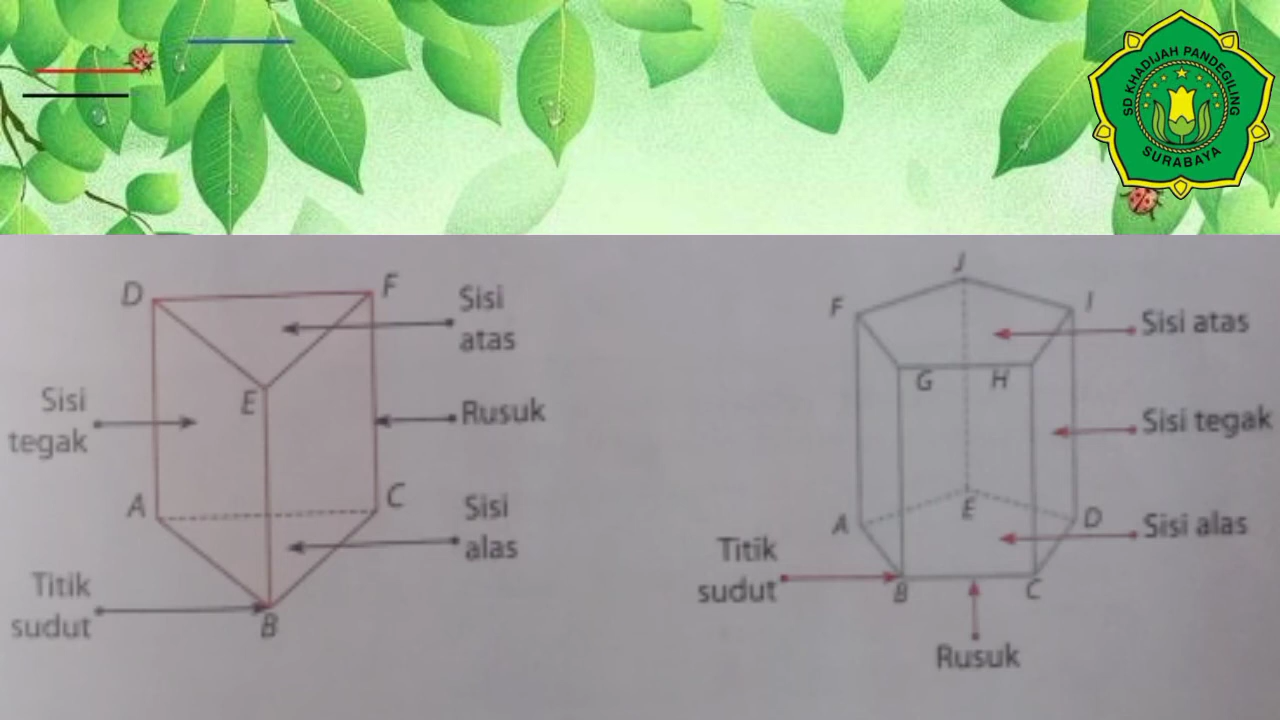 SD KHADIJAH PANDEGILING
SURABAYA
D
F
Sisi
atas
E
Sisi
tegak
Rusuk
A
C
Sisi
alas
Titik
sudut
B
J
F
I
Sisi atas
G
H
Sisi tegak
A
E
D
Sisi alas
Titik
sudut
B
C
Rusuk